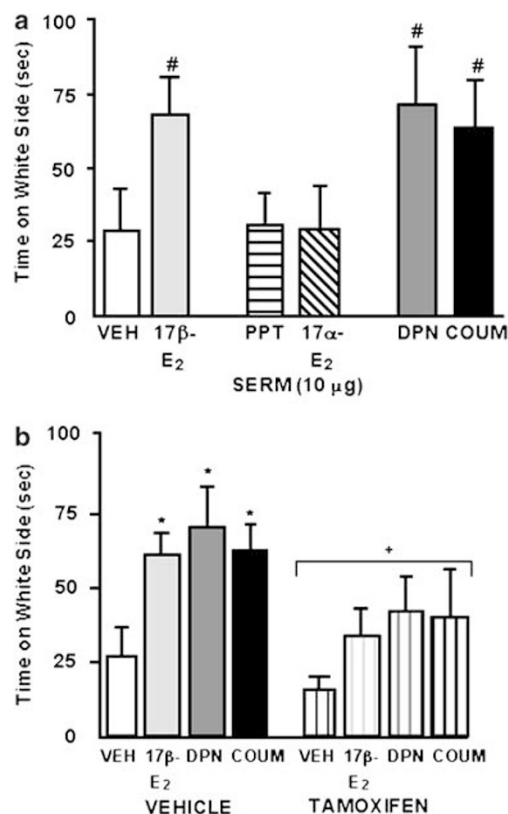 a
Time on White Side (sec)
100
75
50
25
0
#
#
#
VEH 17β-E₂ PPT 17α-E₂ DPN COUM
SERM (10 µg)
b
Time on White Side (sec)
100
75
50
25
0
*
*
*
+
VEH 17β-E₂ DPN COUM VEH 17β-E₂ DPN COUM
VEHICLE TAMOXIFEN